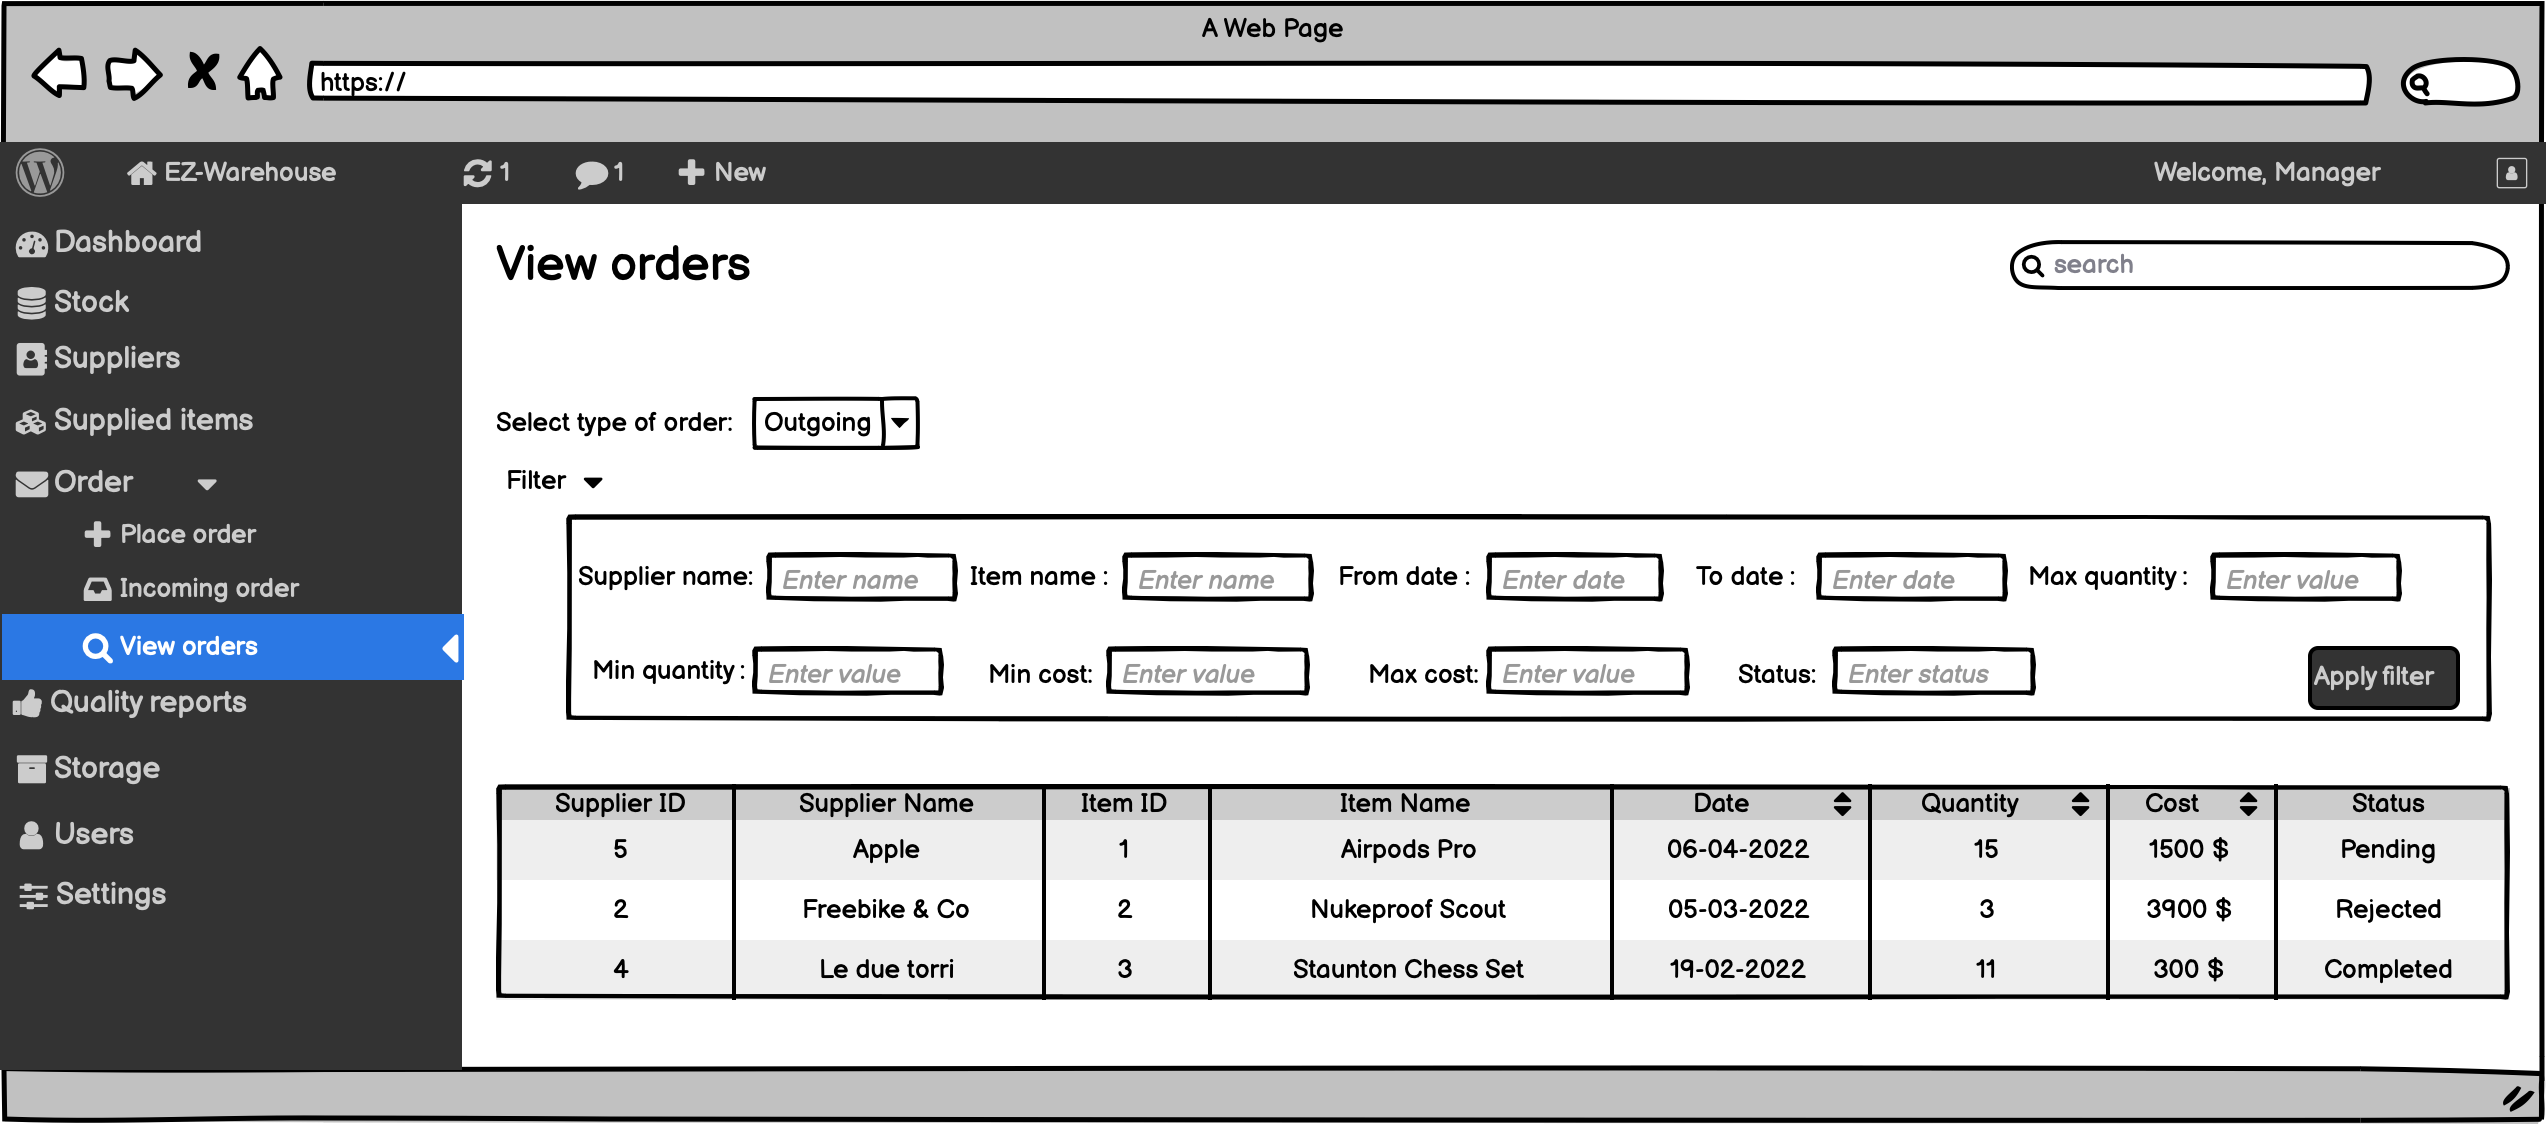 A Web Page
https://
EZ-Warehouse 1 1 New Welcome, Manager
Dashboard
Stock
Suppliers
Supplied items
Order
Place order
Incoming order
View orders
Quality reports
Storage
Users
Settings
View orders
search
Select type of order: Outgoing
Filter
Supplier name: Enter name Item name : Enter name From date : Enter date To date : Enter date Max quantity : Enter value
Min quantity : Enter value Min cost: Enter value Max cost: Enter value Status: Enter status Apply filter
Supplier ID Supplier Name Item ID Item Name Date Quantity Cost Status
5 Apple 1 Airpods Pro 06-04-2022 15 1500 $ Pending
2 Freebike & Co 2 Nukeproof Scout 05-03-2022 3 3900 $ Rejected
4 Le due torri 3 Staunton Chess Set 19-02-2022 11 300 $ Completed